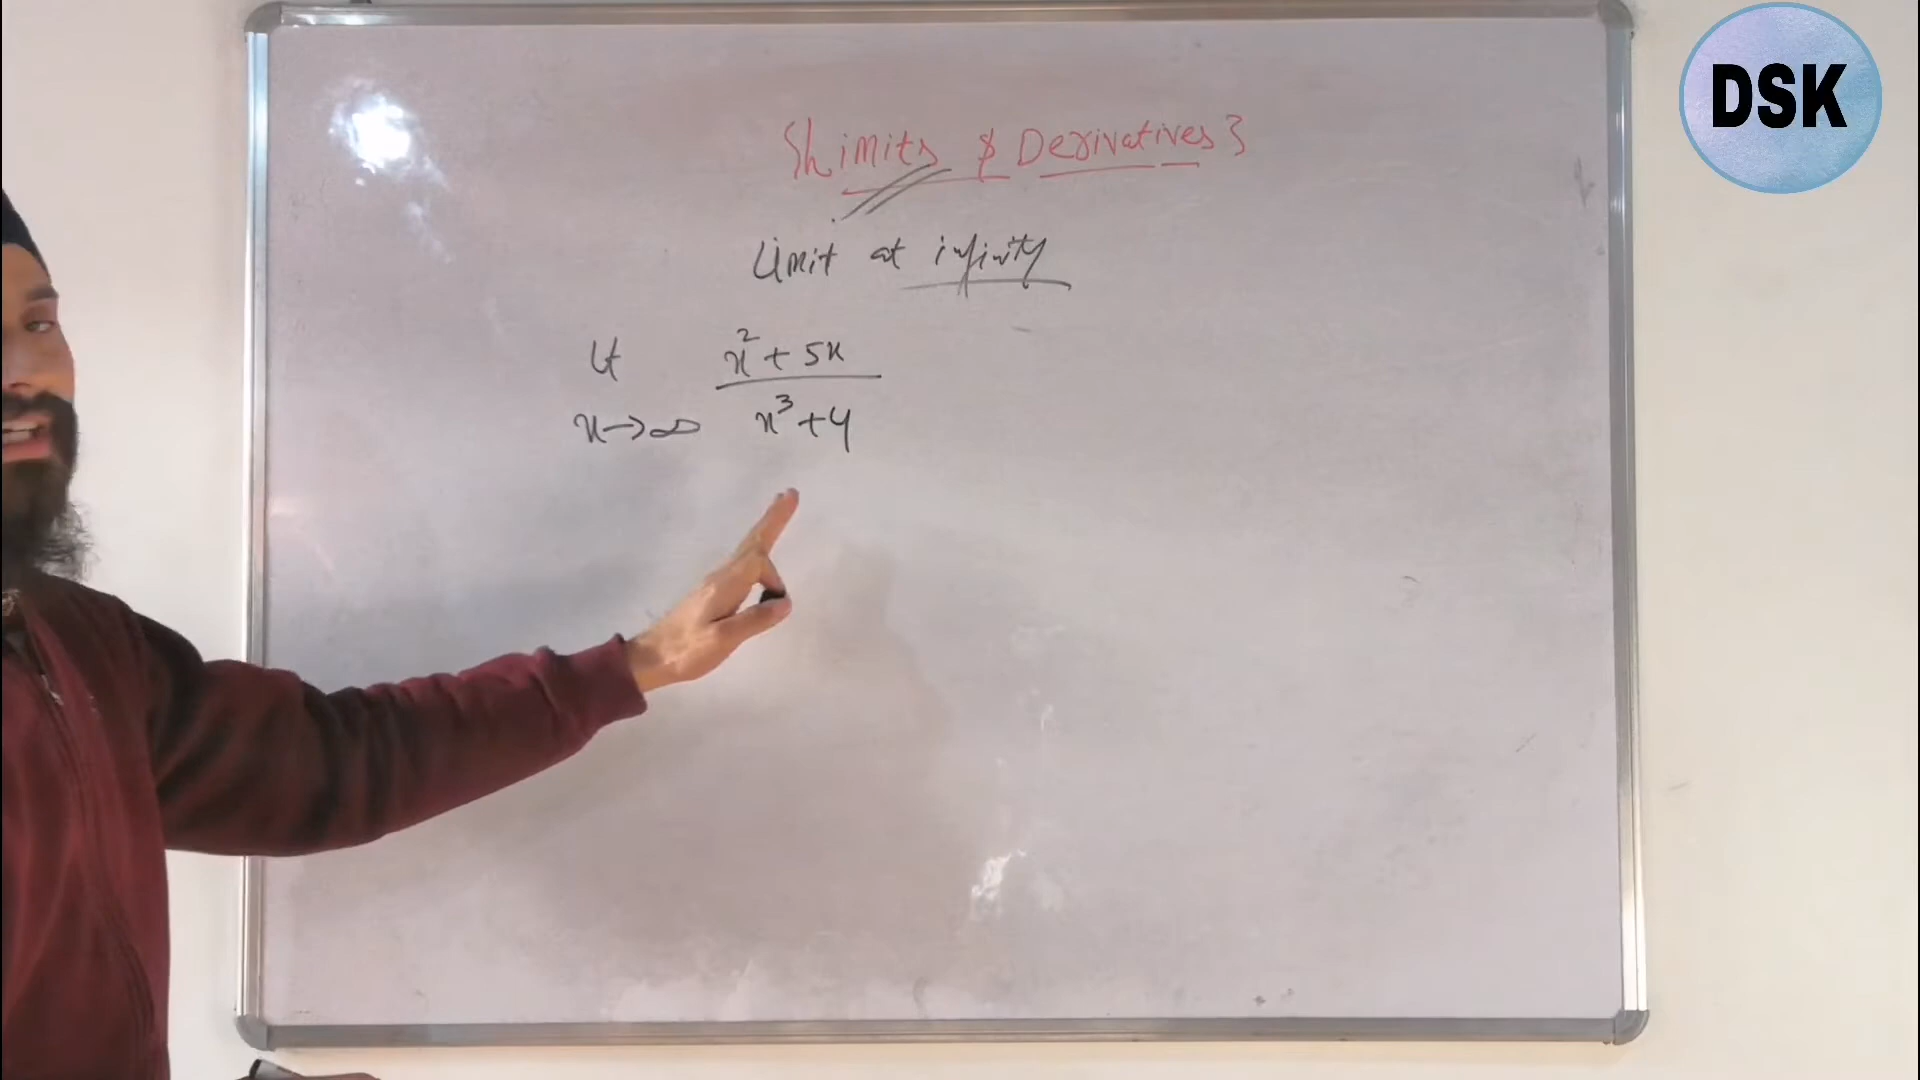 DSK
{Limits & Derivatives}
Limit at infinity
Lt x→∞ (x²+5x)/(x³+4)